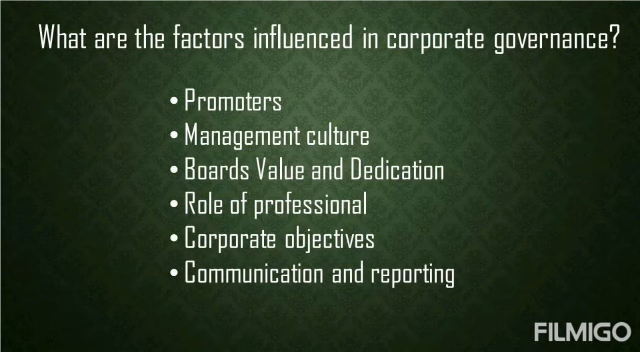 What are the factors influenced in corporate governance?
• Promoters
• Management culture
• Boards Value and Dedication
• Role of professional
• Corporate objectives
• Communication and reporting
FILMIGO